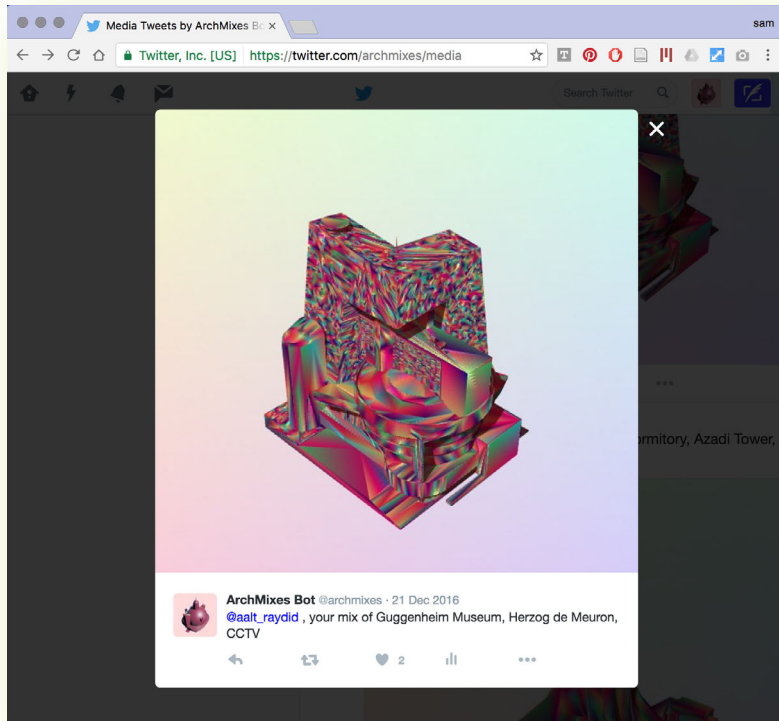 Media Tweets by ArchMixes Bo
sam
Twitter, Inc. [US] https://twitter.com/archmixes/media
Search Twitter
ormitory, Azadi Tower,
ArchMixes Bot @archmixes · 21 Dec 2016
@aalt_raydid , your mix of Guggenheim Museum, Herzog de Meuron,
CCTV
2